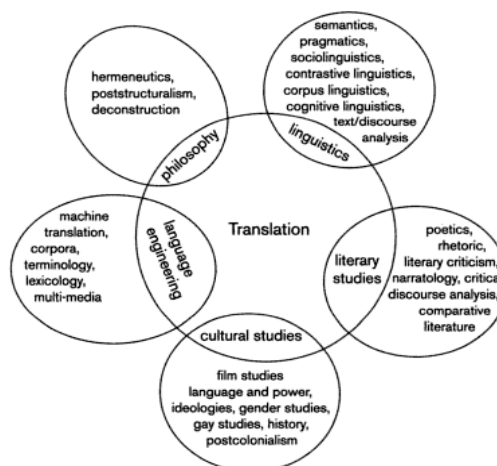 semantics,
pragmatics,
sociolinguistics,
contrastive linguistics,
corpus linguistics,
cognitive linguistics,
text/discourse
analysis
linguistics
hermeneutics,
poststructuralism,
deconstruction
philosophy
Translation
machine
translation,
corpora,
terminology,
lexicology,
multi-media
language
engineering
literary
studies
poetics,
rhetoric,
literary criticism,
narratology, critical
discourse analysis,
comparative
literature
cultural studies
film studies
language and power,
ideologies, gender studies,
gay studies, history,
postcolonialism